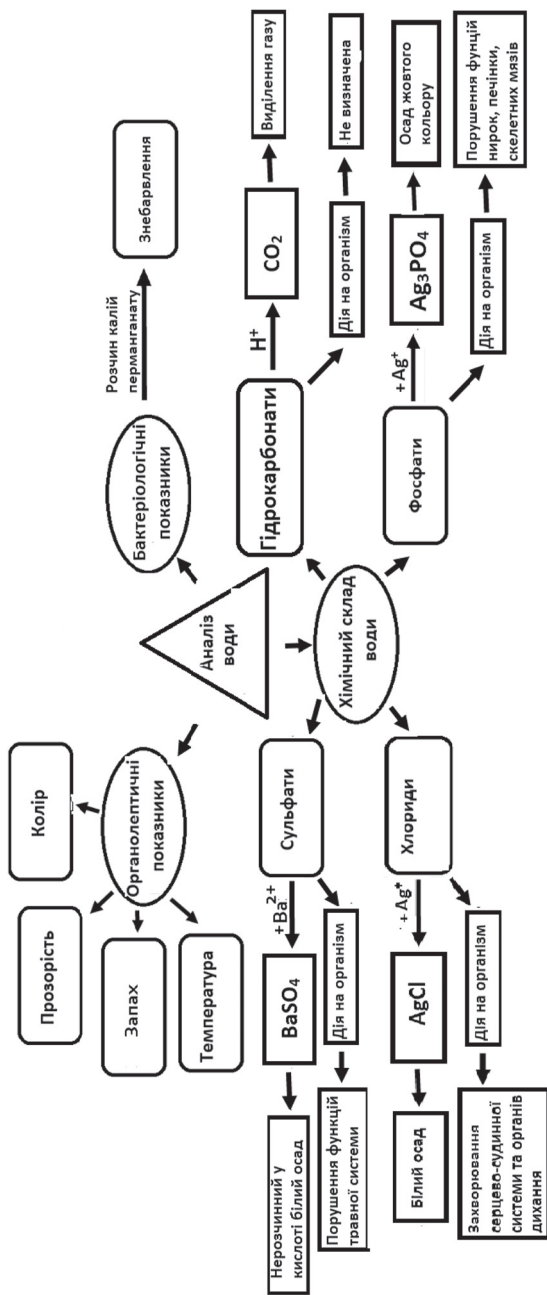 Колір
Прозорість
Запах
Температура
Органолептичні
показники
Аналіз
води
Бактеріологічні
показники
Розчин калій
перманганату
Знебарвлення
Хімічний склад
води
Сульфати
+Ba²⁺
BaSO₄
Нерозчинний у
кислоті білий осад
Дія на організм
Порушення функцій
травної системи
Хлориди
+ Ag⁺
AgCl
Білий осад
Дія на організм
Захворювання
серцево-судинної
системи та органів
дихання
Гідрокарбонати
H⁺
CO₂
Виділення газу
Дія на організм
Не визначена
Фосфати
+ Ag⁺
Ag₃PO₄
Осад жовтого
кольору
Дія на організм
Порушення фунцій
нирок, печінки,
скелетних мязів